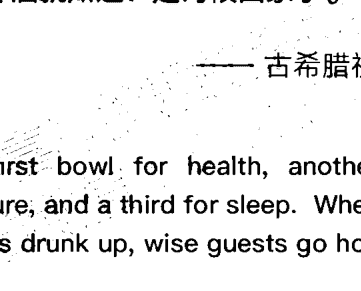 —— 古希腊
first bowl for health, anothe
ure, and a third for sleep. Whe
s drunk up, wise guests go ho